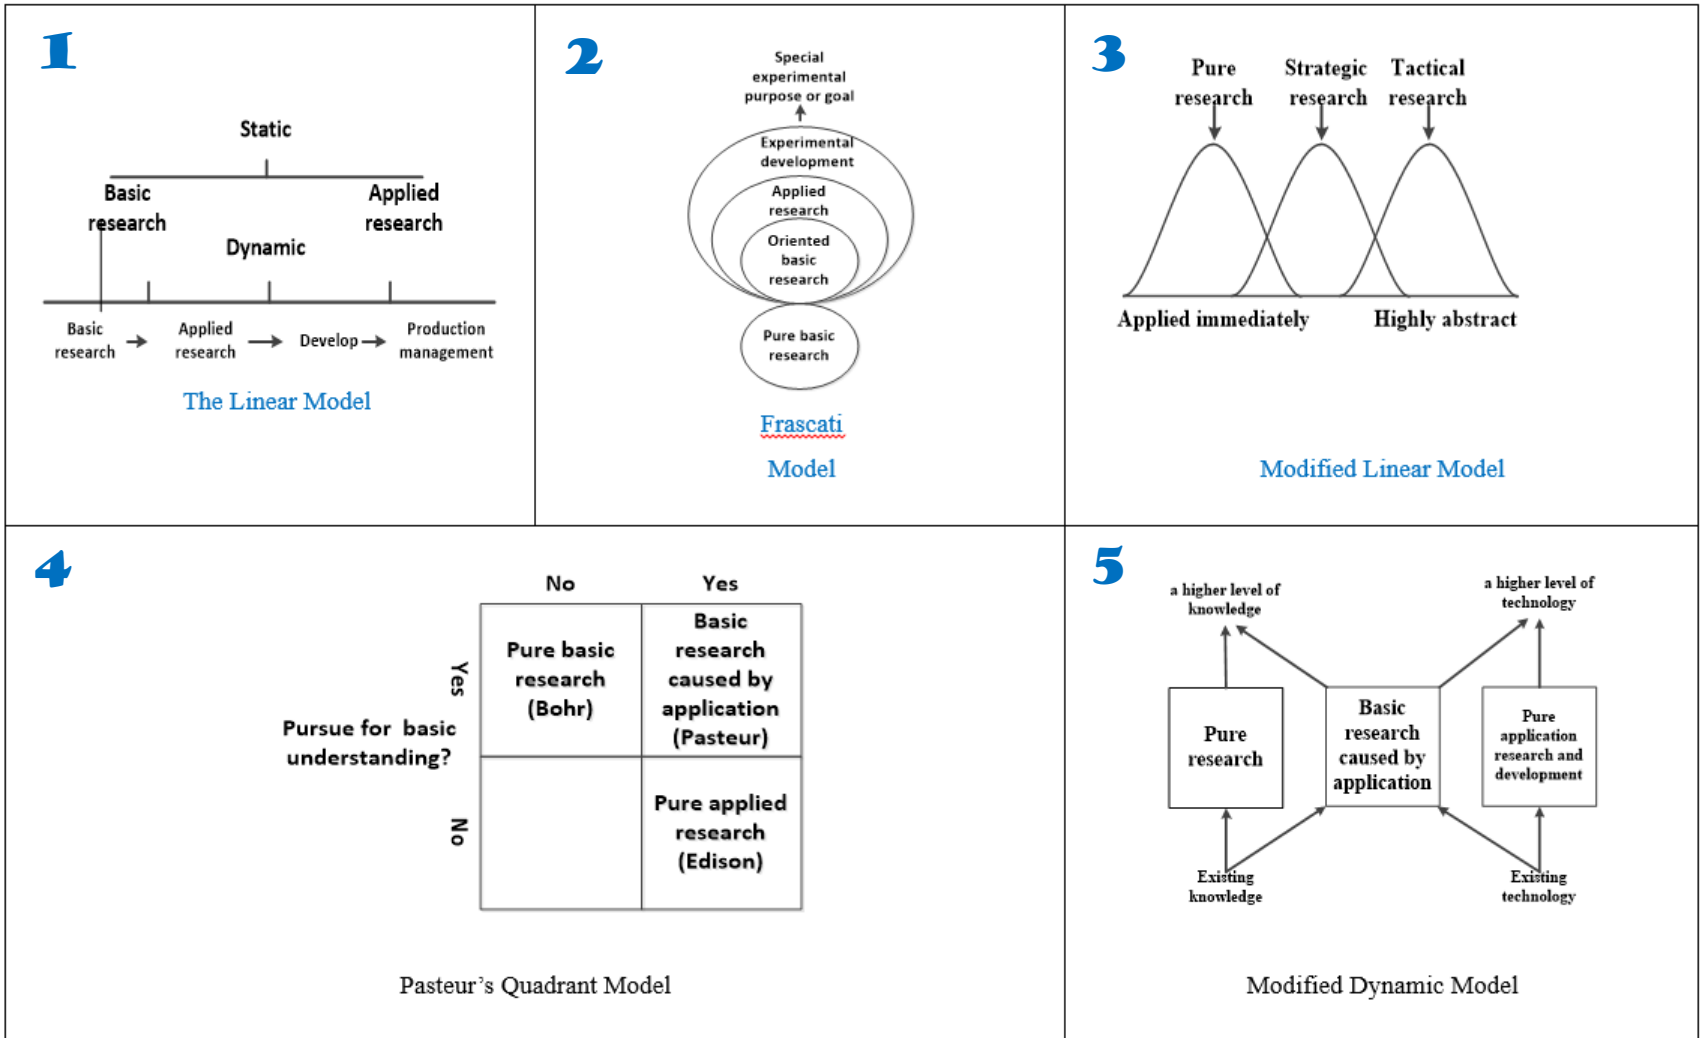 1
Static
Basic
research
Applied
research
Dynamic
Basic
research
Applied
research
Develop
Production
management
The Linear Model
2
Special
experimental
purpose or goal
Experimental
development
Applied
research
Oriented
basic
research
Pure basic
research
Frascati
Model
3
Pure
research
Strategic
research
Tactical
research
Applied immediately
Highly abstract
Modified Linear Model
4
No
Yes
Yes
No
Pursue for basic
understanding?
Pure basic
research
(Bohr)
Basic
research
caused by
application
(Pasteur)
Pure applied
research
(Edison)
Pasteur’s Quadrant Model
5
a higher level of
knowledge
a higher level of
technology
Pure
research
Basic
research
caused by
application
Pure
application
research and
development
Existing
knowledge
Existing
technology
Modified Dynamic Model